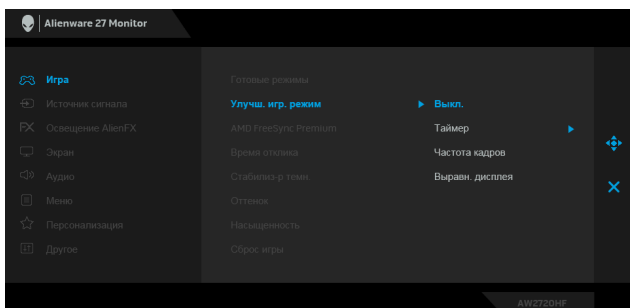 Alienware 27 Monitor
Игра
Источник сигнала
Освещение AlienFX
Экран
Аудио
Меню
Персонализация
Другое
Готовые режимы
Улучш. игр. режим
AMD FreeSync Premium
Время отклика
Стабилиз-р темн.
Оттенок
Насыщенность
Сброс игры
Выкл.
Таймер
Частота кадров
Выравн. дисплея
AW2720HF